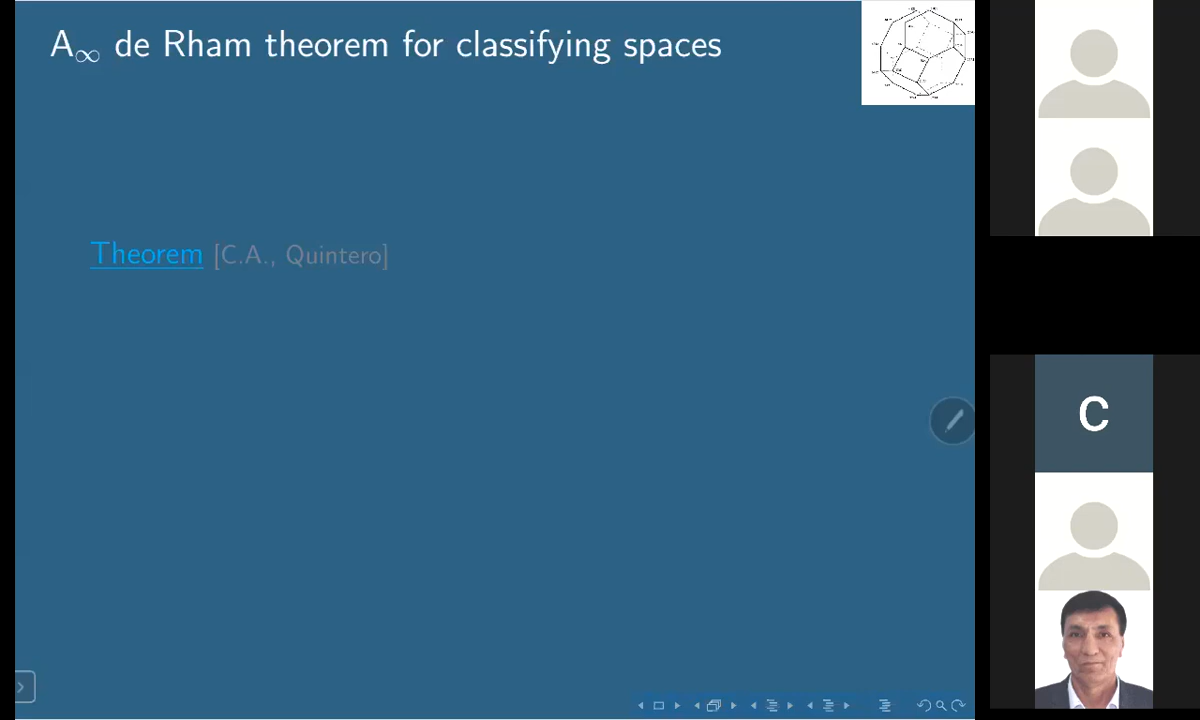 A∞ de Rham theorem for classifying spaces
Theorem [C.A., Quintero]
C